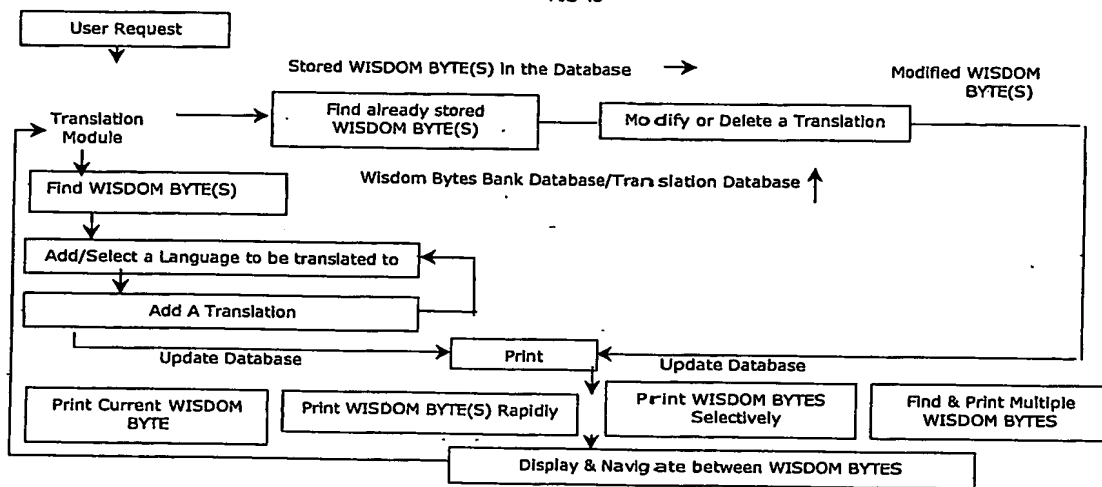 User Request
Stored WISDOM BYTE(S) in the Database
Modified WISDOM
BYTE(S)
Translation
Module
Find already stored
WISDOM BYTE(S)
Modify or Delete a Translation
Find WISDOM BYTE(S)
Wisdom Bytes Bank Database/Translation Database
Add/Select a Language to be translated to
Add A Translation
Update Database
Print
Update Database
Print Current WISDOM
BYTE
Print WISDOM BYTE(S) Rapidly
Print WISDOM BYTES
Selectively
Find & Print Multiple
WISDOM BYTES
Display & Navigate between WISDOM BYTES